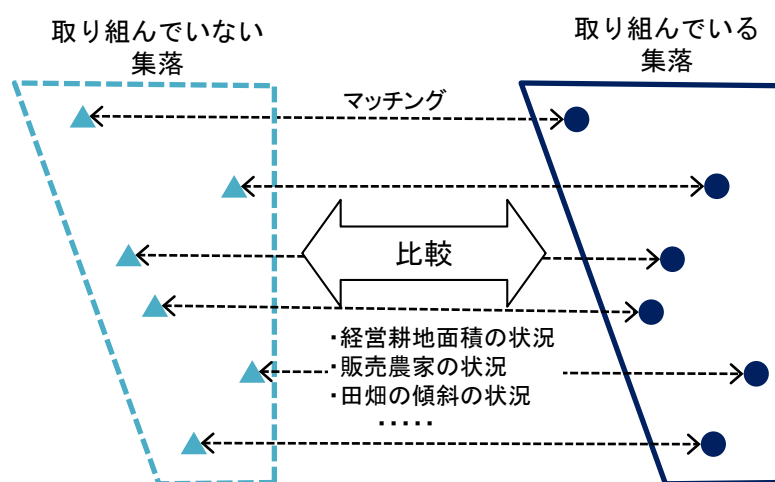 取り組んでいない
集落
取り組んでいる
集落
マッチング
比較
・経営耕地面積の状況
・販売農家の状況
・田畑の傾斜の状況
・・・・・